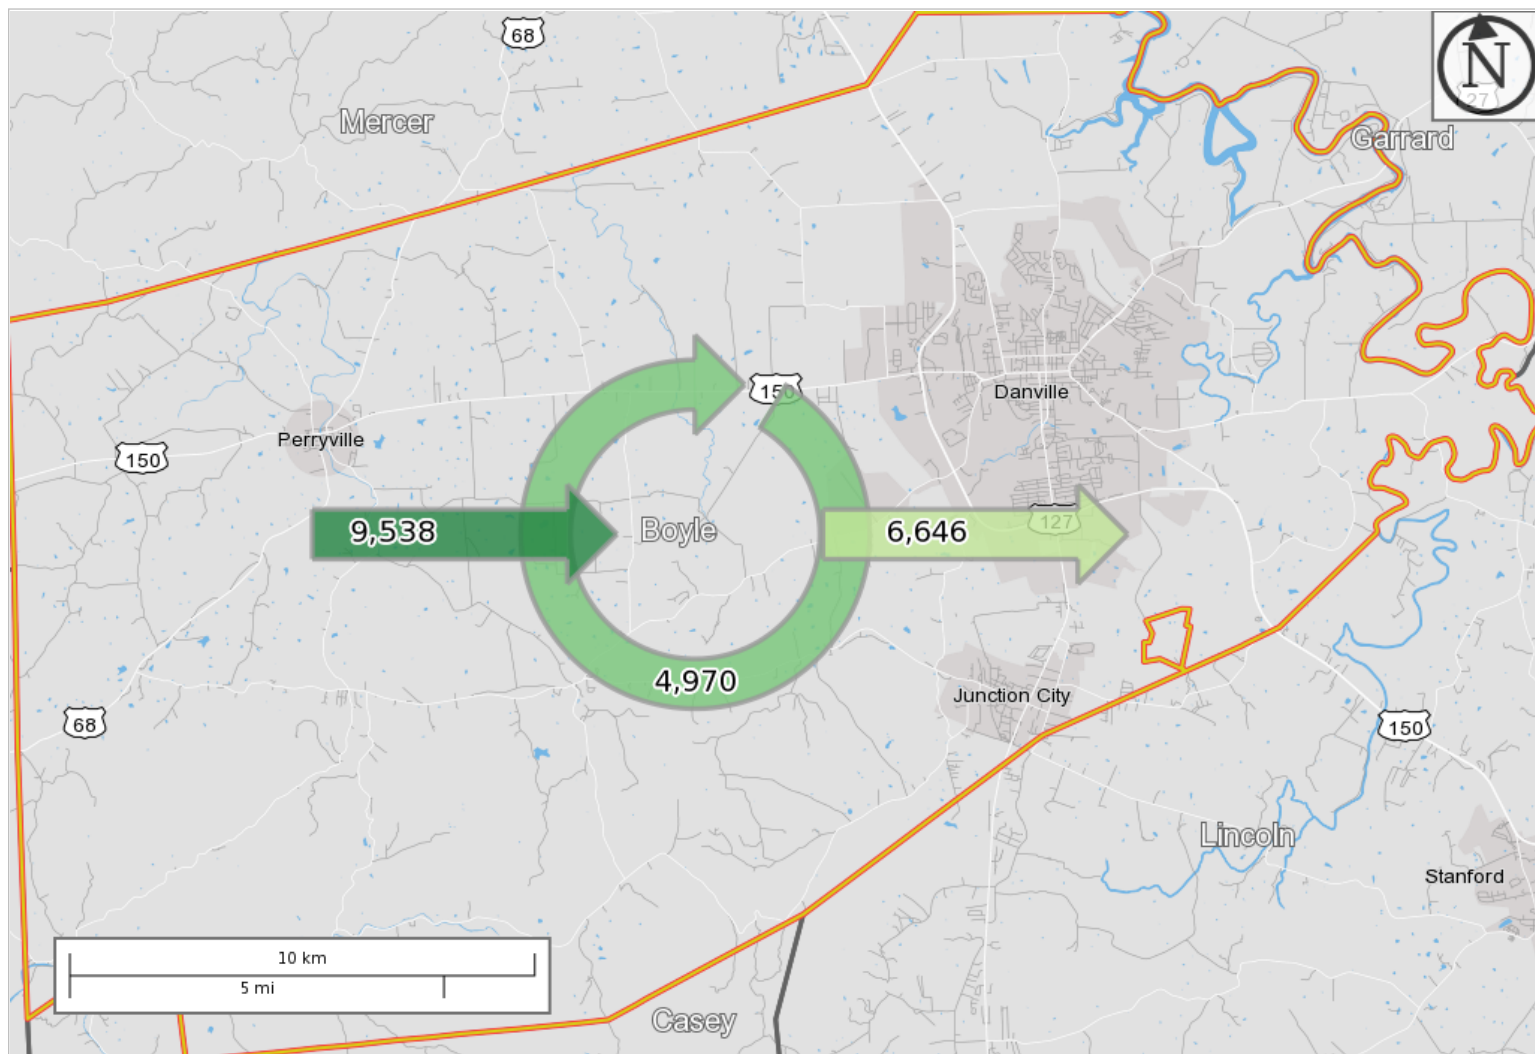 68
N
27
Mercer
Garrard
150
Danville
Perryville
150
9,538
Boyle
6,646
127
4,970
Junction City
68
150
Lincoln
Stanford
10 km
5 mi
Casey